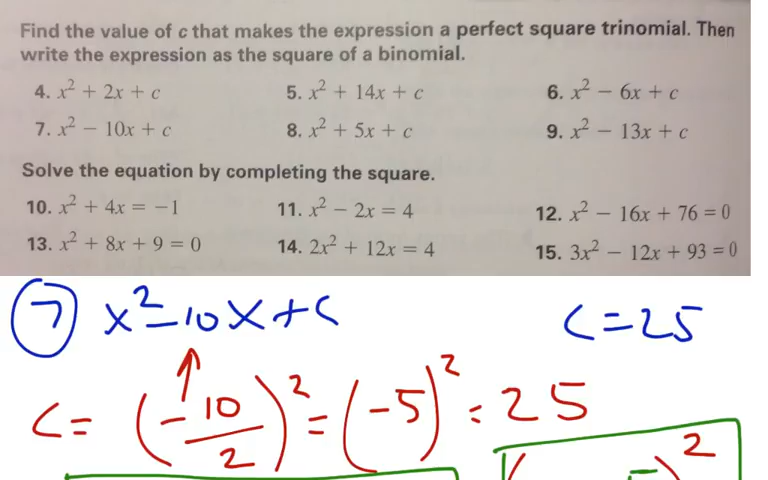 Find the value of c that makes the expression a perfect square trinomial. Then
write the expression as the square of a binomial.
4. x² + 2x + c 5. x² + 14x + c 6. x² − 6x + c
7. x² − 10x + c 8. x² + 5x + c 9. x² − 13x + c
Solve the equation by completing the square.
10. x² + 4x = −1 11. x² − 2x = 4 12. x² − 16x + 76 = 0
13. x² + 8x + 9 = 0 14. 2x² + 12x = 4 15. 3x² − 12x + 93 = 0
7 x² − 10x + c c = 25
c = (−10/2)² = (−5)² = 25